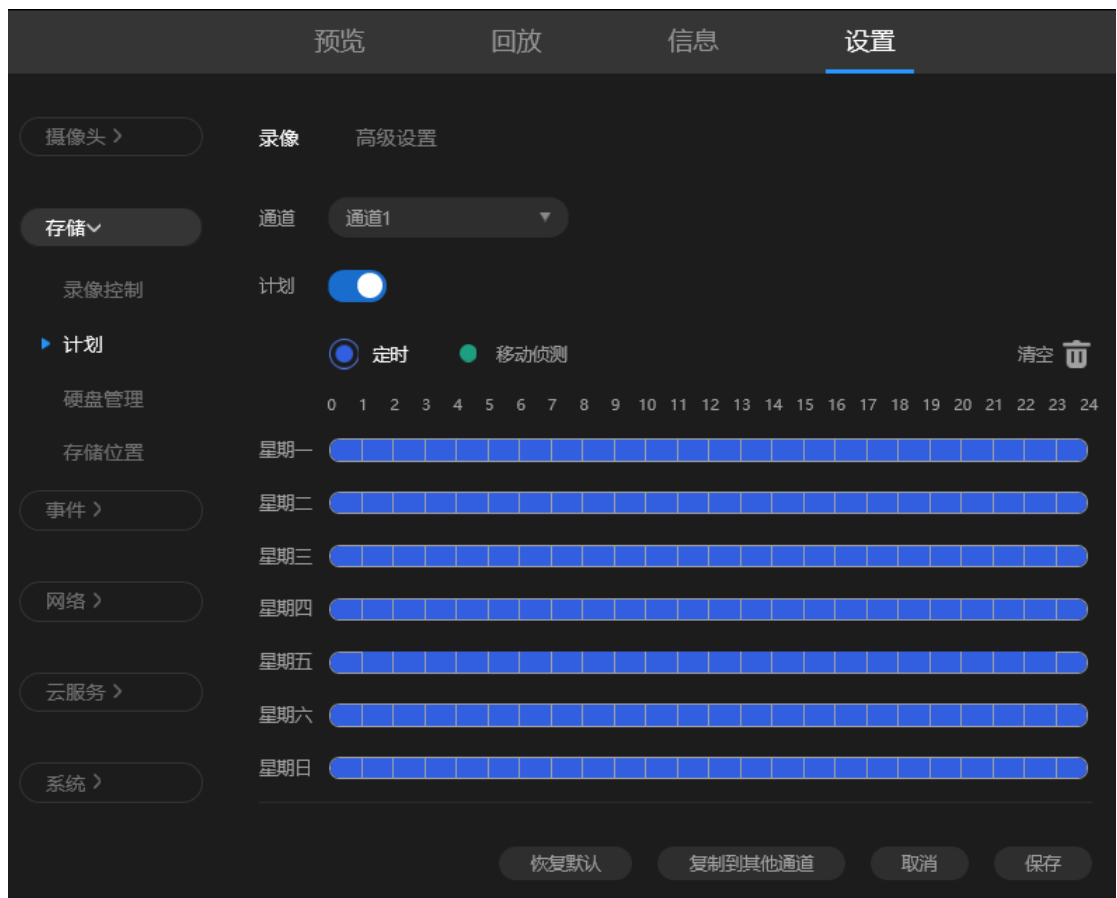 预览 回放 信息 设置
摄像头 >
录像 高级设置
存储
通道 通道1
录像控制
计划
计划
定时 移动侦测 清空
硬盘管理
0 1 2 3 4 5 6 7 8 9 10 11 12 13 14 15 16 17 18 19 20 21 22 23 24
存储位置
星期一
事件 >
星期二
星期三
网络 >
星期四
星期五
云服务 >
星期六
系统 >
星期日
恢复默认 复制到其他通道 取消 保存